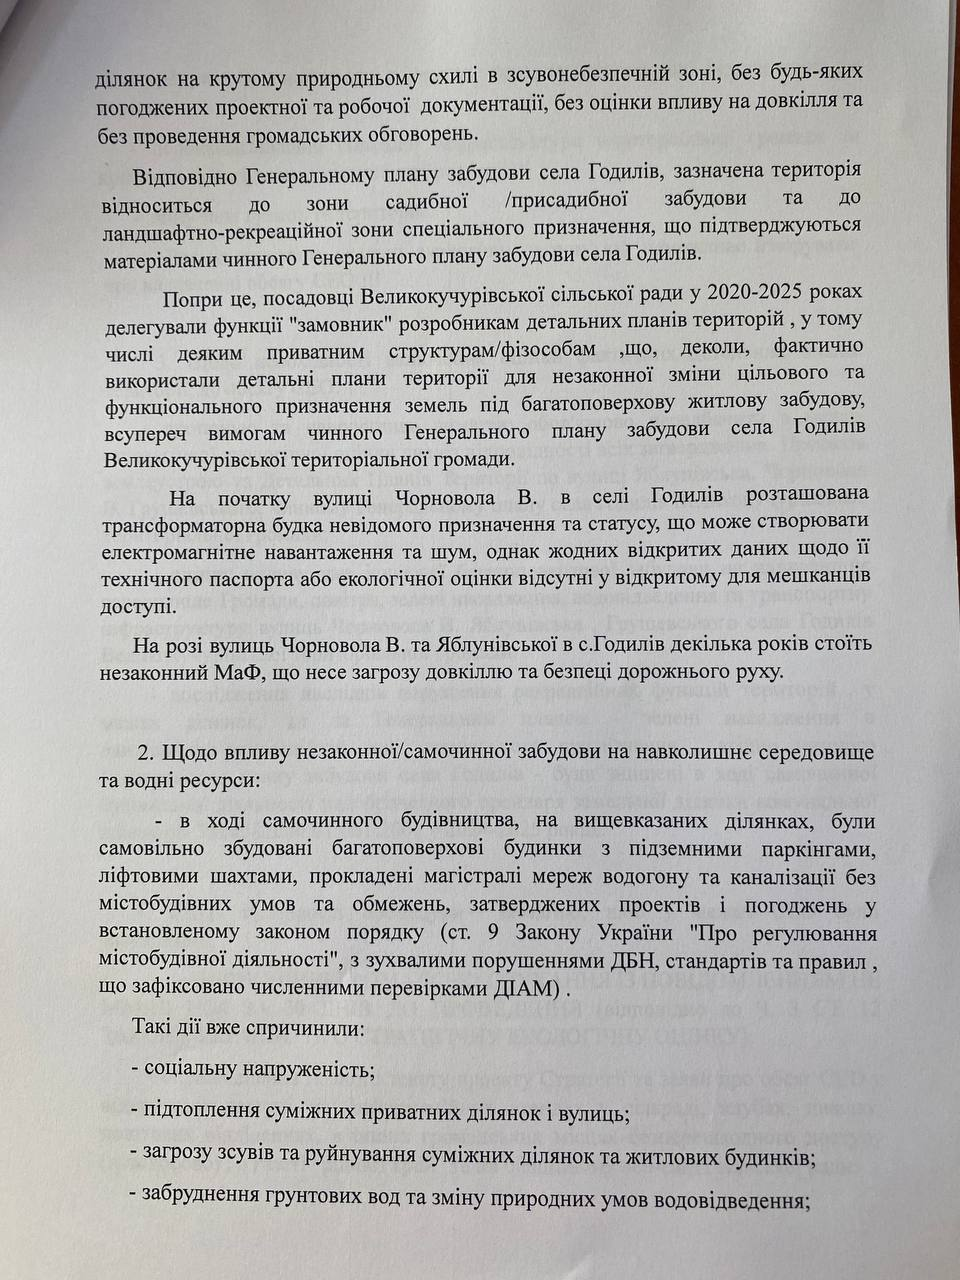 ділянок на крутому природньому схилі в зсувонебезпечній зоні, без будь-яких
погоджених проектної та робочої документації, без оцінки впливу на довкілля та
без проведення громадських обговорень.
Відповідно Генеральному плану забудови села Годилів, зазначена територія
відноситься до зони садибної /присадибної забудови та до
ландшафтно-рекреаційної зони спеціального призначення, що підтверджуються
матеріалами чинного Генерального плану забудови села Годилів.
Попри це, посадовці Великокучурівської сільської ради у 2020-2025 роках
делегували функції "замовник" розробникам детальних планів територій , у тому
числі деяким приватним структурам/фізособам ,що, деколи, фактично
використали детальні плани території для незаконної зміни цільового та
функціонального призначення земель під багатоповерхову житлову забудову,
всупереч вимогам чинного Генерального плану забудови села Годилів
Великокучурівської територіальної громади.
На початку вулиці Чорновола В. в селі Годилів розташована
трансформаторна будка невідомого призначення та статусу, що може створювати
електромагнітне навантаження та шум, однак жодних відкритих даних щодо її
технічного паспорта або екологічної оцінки відсутні у відкритому для мешканців
доступі.
На розі вулиць Чорновола В. та Яблунівської в с.Годилів декілька років стоїть
незаконний МаФ, що несе загрозу довкіллю та безпеці дорожнього руху.
2. Щодо впливу незаконної/самочинної забудови на навколишнє середовище
та водні ресурси:
- в ході самочинного будівництва, на вищевказаних ділянках, були
самовільно збудовані багатоповерхові будинки з підземними паркінгами,
ліфтовими шахтами, прокладені магістралі мереж водогону та каналізації без
містобудівних умов та обмежень, затверджених проектів і погоджень у
встановленому законом порядку (ст. 9 Закону України "Про регулювання
містобудівної діяльності", з зухвалими порушеннями ДБН, стандартів та правил ,
що зафіксовано численними перевірками ДІАМ) .
Такі дії вже спричинили:
- соціальну напруженість;
- підтоплення суміжних приватних ділянок і вулиць;
- загрозу зсувів та руйнування суміжних ділянок та житлових будинків;
- забруднення грунтових вод та зміну природних умов водовідведення;